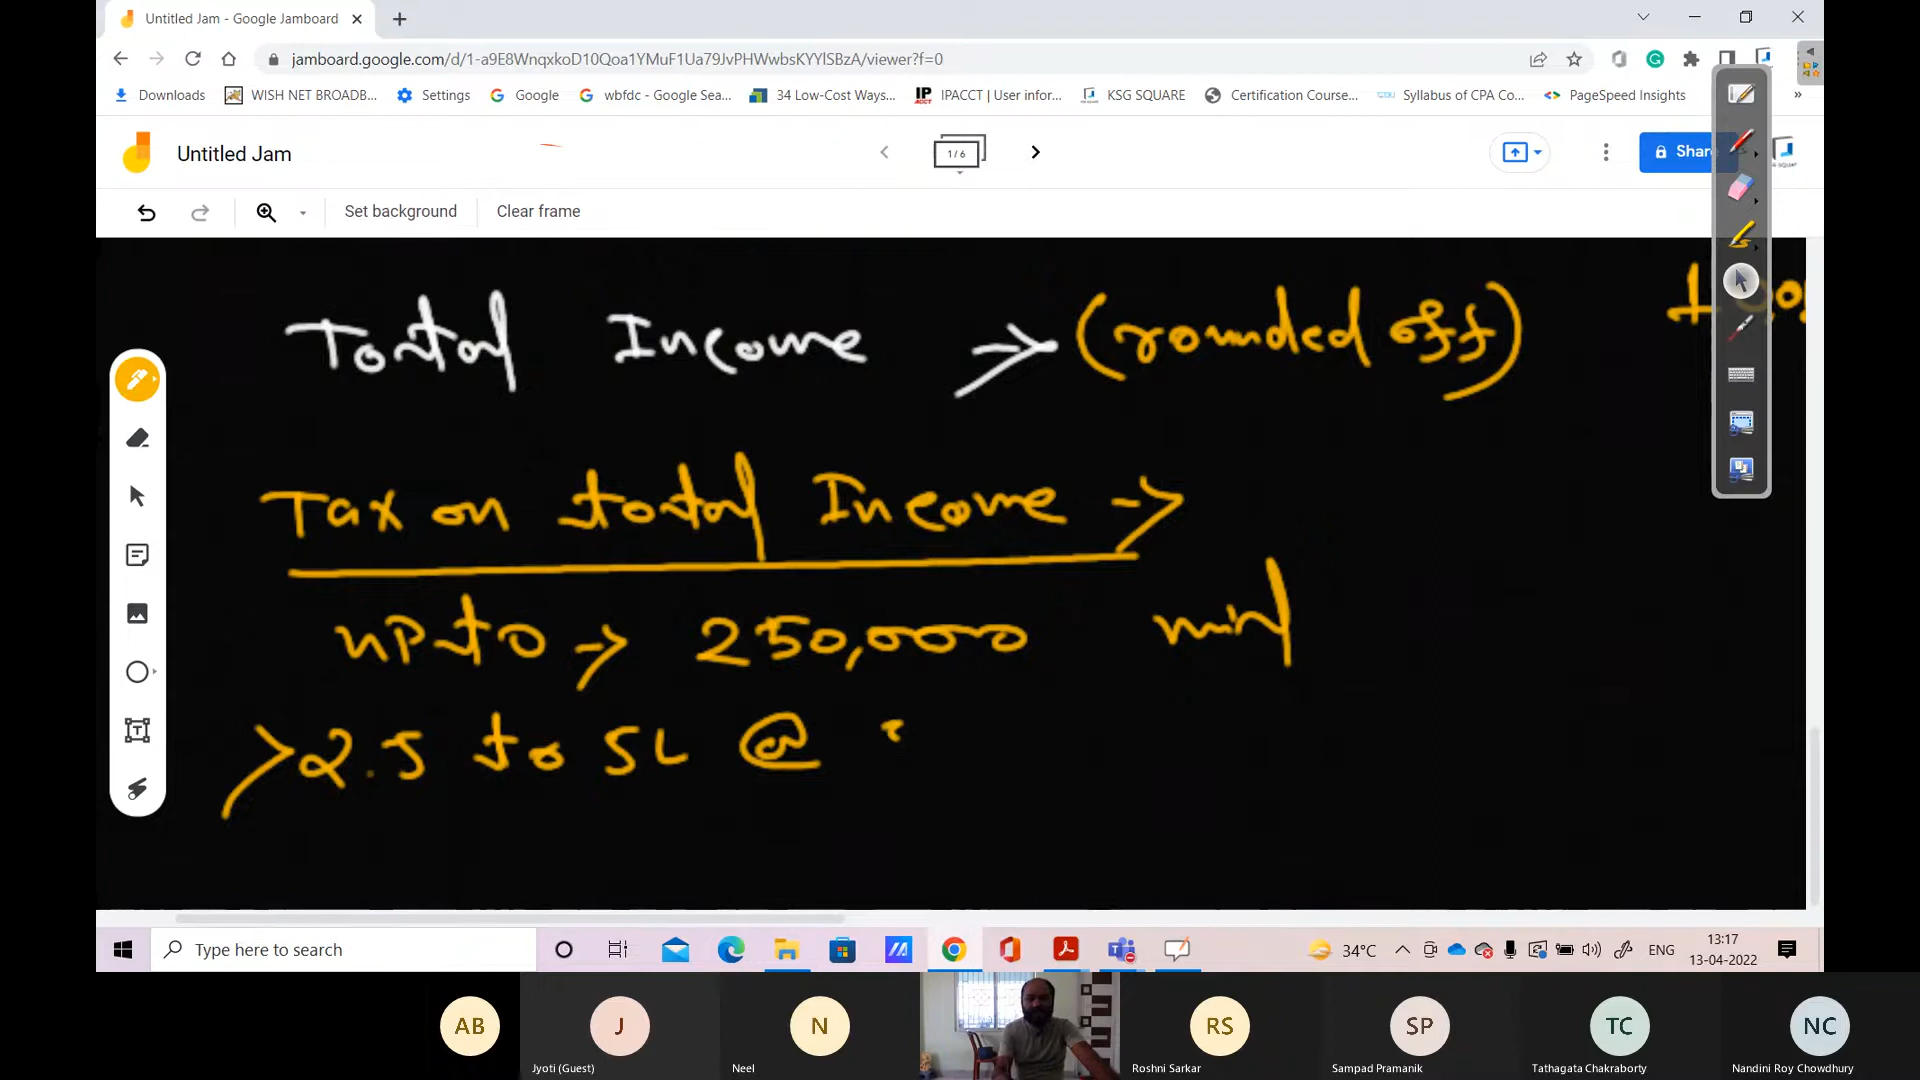 Untitled Jam - Google Jamboard
jamboard.google.com/d/1-a9E8WnqxkoD10Qoa1YMuF1Ua79JvPHWwbsKYYlSBzA/viewer?f=0
Downloads WISH NET BROADB... Settings Google wbfdc - Google Sea... 34 Low-Cost Ways... IPACCT | User infor... KSG SQUARE Certification Course... Syllabus of CPA Co... PageSpeed Insights »
Untitled Jam 1/6 Shar
Set background Clear frame
Total Income → (rounded off)
Tax on total Income →
upto → 250,000 nil
>2.5 to 5L @
Type here to search 34°C ENG 13:17
13-04-2022
AB J N RS SP TC NC
Jyoti (Guest) Neel Roshni Sarkar Sampad Pramanik Tathagata Chakraborty Nandini Roy Chowdhury